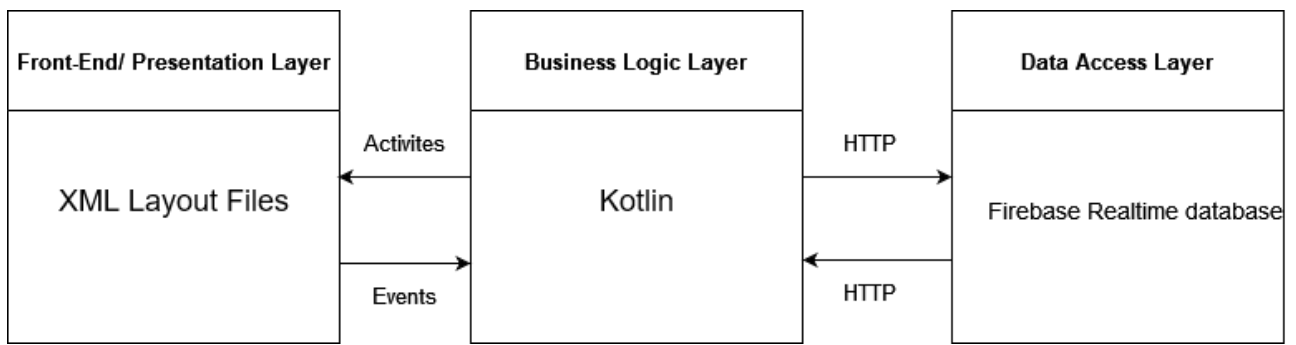 Front-End/ Presentation Layer
Business Logic Layer
Data Access Layer
Activites
HTTP
XML Layout Files
Kotlin
Firebase Realtime database
Events
HTTP